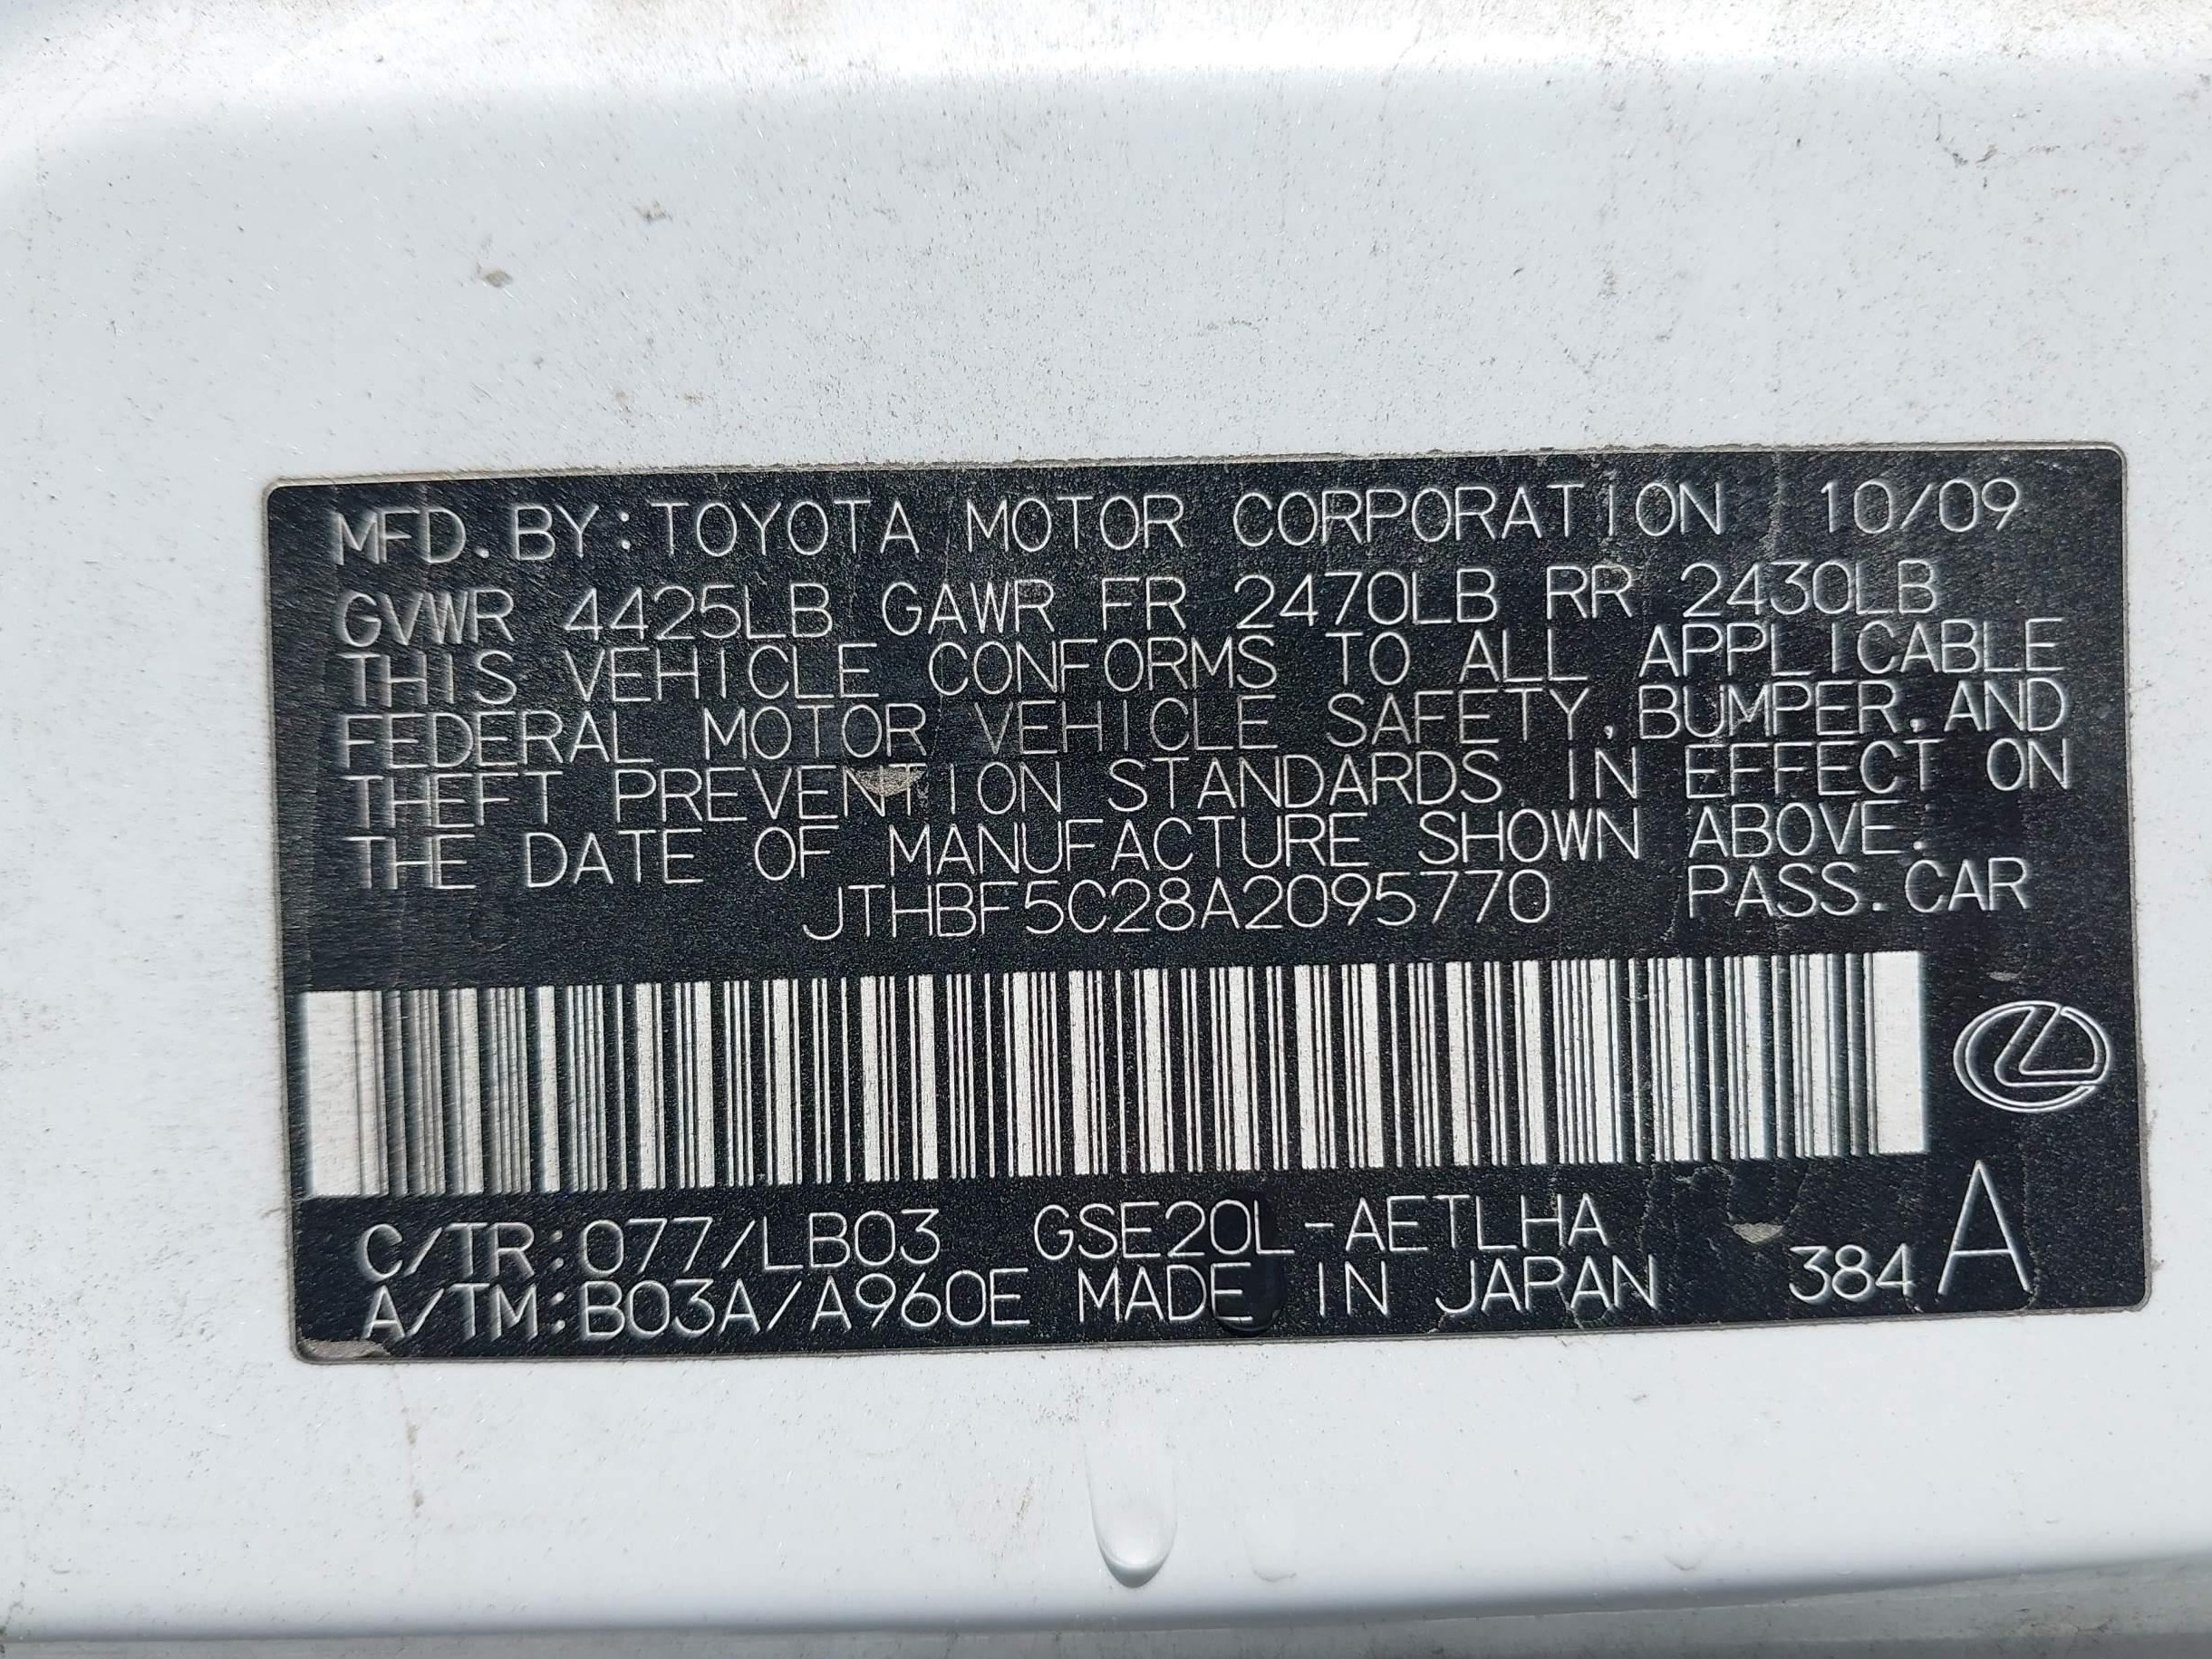 MFD. BY: TOYOTA MOTOR CORPORATION 10/09
GVWR 4425LB GAWR FR 2470LB RR 2430LB
THIS VEHICLE CONFORMS TO ALL APPLICABLE
FEDERAL MOTOR VEHICLE SAFETY, BUMPER, AND
THEFT PREVENTION STANDARDS IN EFFECT ON
THE DATE OF MANUFACTURE SHOWN ABOVE.
JTHBF5C28A2095770 PASS. CAR
C/TR: 077/LB03 GSE20L-AETLHA
A/TM: B03A/A960E MADE IN JAPAN 384 A